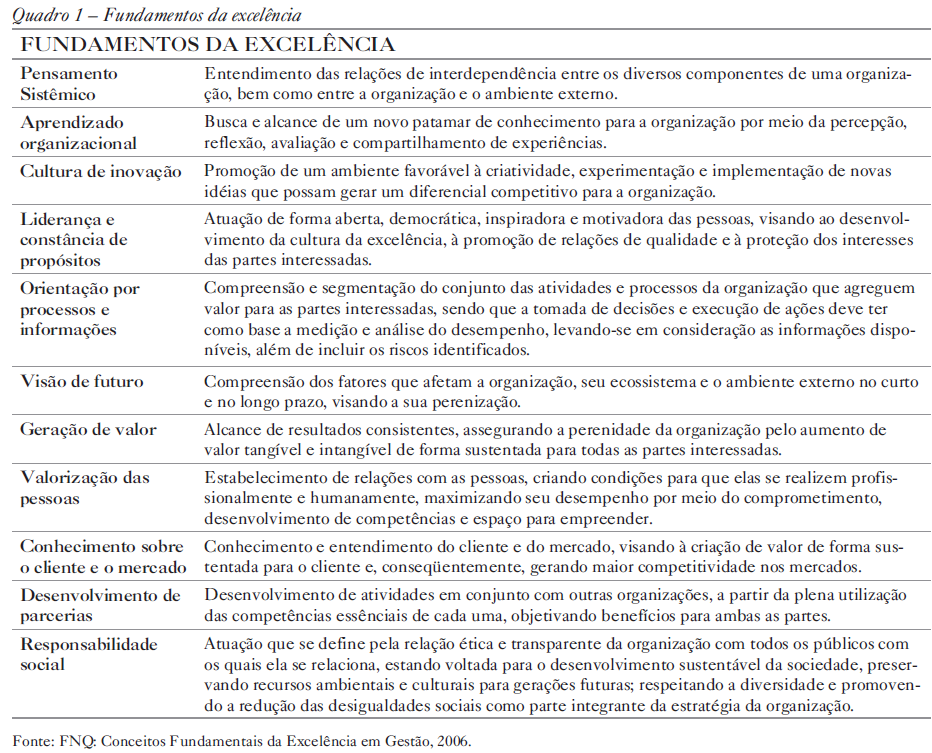 Quadro 1 – Fundamentos da excelência
FUNDAMENTOS DA EXCELÊNCIA
Pensamento Sistêmico
Entendimento das relações de interdependência entre os diversos componentes de uma organiza-
ção, bem como entre a organização e o ambiente externo.
Aprendizado organizacional
Busca e alcance de um novo patamar de conhecimento para a organização por meio da percepção,
reflexão, avaliação e compartilhamento de experiências.
Cultura de inovação
Promoção de um ambiente favorável à criatividade, experimentação e implementação de novas
idéias que possam gerar um diferencial competitivo para a organização.
Liderança e
constância de
propósitos
Atuação de forma aberta, democrática, inspiradora e motivadora das pessoas, visando ao desenvol-
vimento da cultura da excelência, à promoção de relações de qualidade e à proteção dos interesses
das partes interessadas.
Orientação por
processos e
informações
Compreensão e segmentação do conjunto das atividades e processos da organização que agreguem
valor para as partes interessadas, sendo que a tomada de decisões e execução de ações deve ter
como base a medição e análise do desempenho, levando-se em consideração as informações dispo-
níveis, além de incluir os riscos identificados.
Visão de futuro
Compreensão dos fatores que afetam a organização, seu ecossistema e o ambiente externo no curto
e no longo prazo, visando a sua perenização.
Geração de valor
Alcance de resultados consistentes, assegurando a perenidade da organização pelo aumento de
valor tangível e intangível de forma sustentada para todas as partes interessadas.
Valorização das
pessoas
Estabelecimento de relações com as pessoas, criando condições para que elas se realizem profis-
sionalmente e humanamente, maximizando seu desempenho por meio do comprometimento,
desenvolvimento de competências e espaço para empreender.
Conhecimento sobre
o cliente e o mercado
Conhecimento e entendimento do cliente e do mercado, visando à criação de valor de forma sus-
tentada para o cliente e, conseqüentemente, gerando maior competitividade nos mercados.
Desenvolvimento de
parcerias
Desenvolvimento de atividades em conjunto com outras organizações, a partir da plena utilização
das competências essênciais de cada uma, objetivando benefícios para ambas as partes.
Responsabilidade
social
Atuação que se define pela relação ética e transparente da organização com todos os públicos com
os quais ela se relaciona, estando voltada para o desenvolvimento sustentável da sociedade, preser-
vando recursos ambientais e culturais para gerações futuras; respeitando a diversidade e promoven-
do a redução das desigualdades sociais como parte integrante da estratégia da organização.
Fonte: FNQ: Conceitos Fundamentais da Excelência em Gestão, 2006.